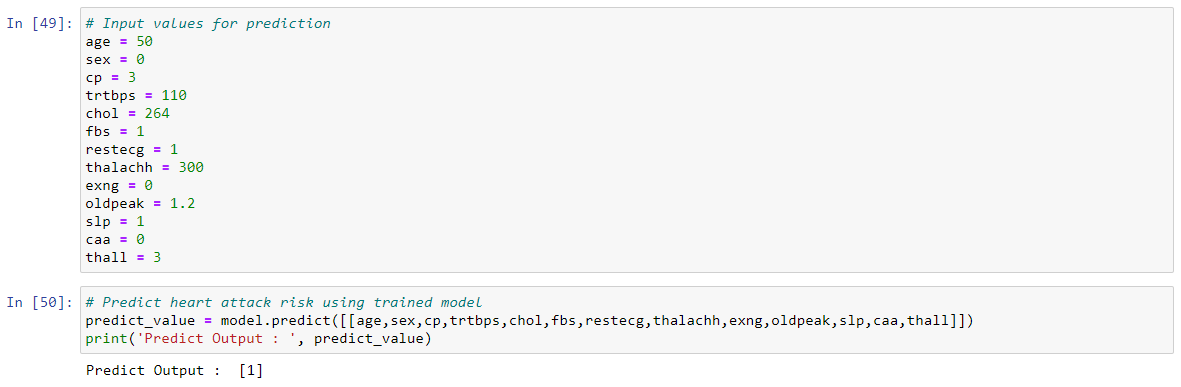 In [49]: # Input values for prediction
age = 50
sex = 0
cp = 3
trtbps = 110
chol = 264
fbs = 1
restecg = 1
thalachh = 300
exng = 0
oldpeak = 1.2
slp = 1
caa = 0
thall = 3
In [50]: # Predict heart attack risk using trained model
predict_value = model.predict([[age,sex,cp,trtbps,chol,fbs,restecg,thalachh,exng,oldpeak,slp,caa,thall]])
print('Predict Output : ', predict_value)
Predict Output :  [1]